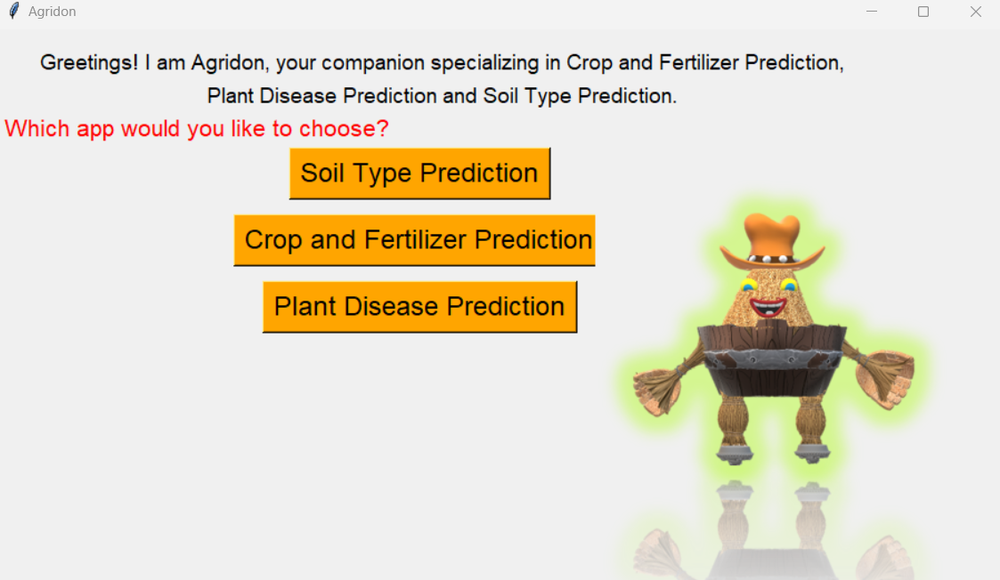 Agridon
Greetings! I am Agridon, your companion specializing in Crop and Fertilizer Prediction,
Plant Disease Prediction and Soil Type Prediction.
Which app would you like to choose?
Soil Type Prediction
Crop and Fertilizer Prediction
Plant Disease Prediction